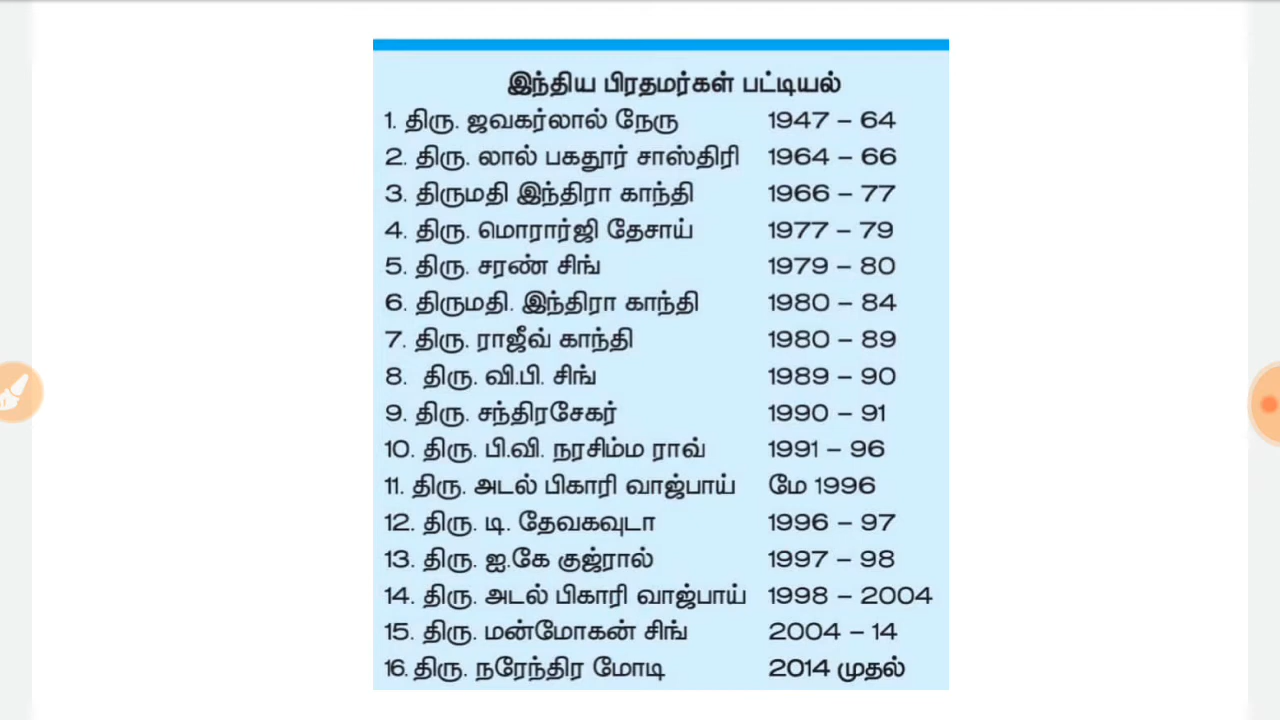 இந்திய பிரதமர்கள் பட்டியல்
1. திரு. ஜவகர்லால் நேரு 1947 – 64
2. திரு. லால் பகதூர் சாஸ்திரி 1964 – 66
3. திருமதி இந்திரா காந்தி 1966 – 77
4. திரு. மொரார்ஜி தேசாய் 1977 – 79
5. திரு. சரண் சிங் 1979 – 80
6. திருமதி. இந்திரா காந்தி 1980 – 84
7. திரு. ராஜீவ் காந்தி 1980 – 89
8. திரு. வி.பி. சிங் 1989 – 90
9. திரு. சந்திரசேகர் 1990 – 91
10. திரு. பி.வி. நரசிம்ம ராவ் 1991 – 96
11. திரு. அடல் பிகாரி வாஜ்பாய் மே 1996
12. திரு. டி. தேவகவுடா 1996 – 97
13. திரு. ஐ.கே குஜ்ரால் 1997 – 98
14. திரு. அடல் பிகாரி வாஜ்பாய் 1998 – 2004
15. திரு. மன்மோகன் சிங் 2004 – 14
16. திரு. நரேந்திர மோடி 2014 முதல்